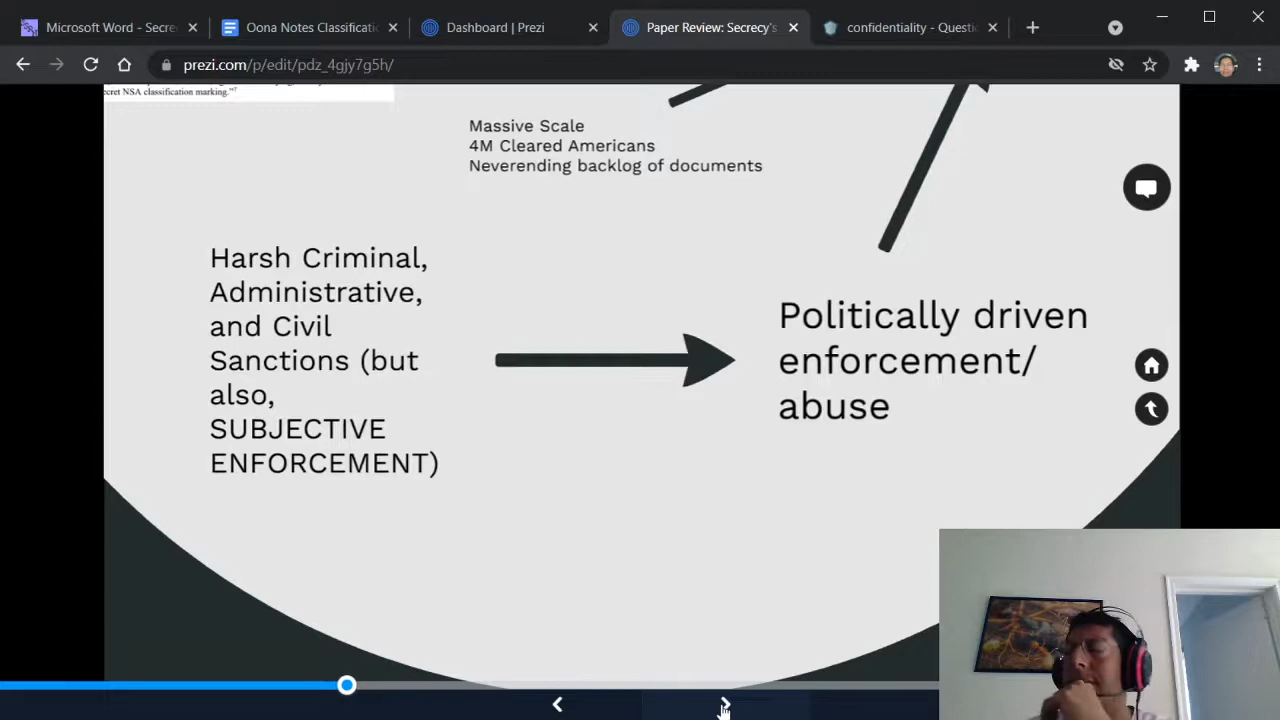 Microsoft Word - Secre
Oona Notes Classificati
Dashboard | Prezi
Paper Review: Secrecy's
confidentiality - Questi
prezi.com/p/edit/pdz_4gjy7g5h/
ecret NSA classification marking."7
Massive Scale
4M Cleared Americans
Neverending backlog of documents
Harsh Criminal,
Administrative,
and Civil
Sanctions (but
also,
SUBJECTIVE
ENFORCEMENT)
Politically driven
enforcement/
abuse